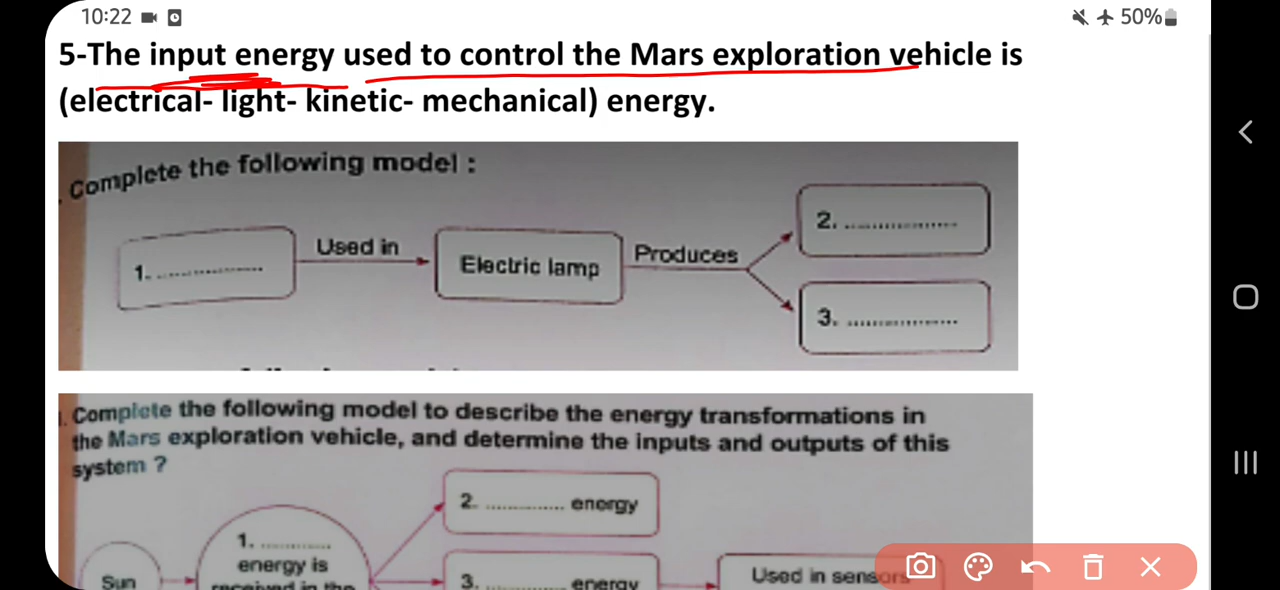 10:22
50%
5-The input energy used to control the Mars exploration vehicle is
(electrical- light- kinetic- mechanical) energy.
Complete the following model :
1. ................
Used in
Electric lamp
Produces
2. ................
3. ................
Complete the following model to describe the energy transformations in
the Mars exploration vehicle, and determine the inputs and outputs of this
system ?
Sun
1. ............
energy is
received in the
2. .............. energy
3. .............. energy
Used in sensors